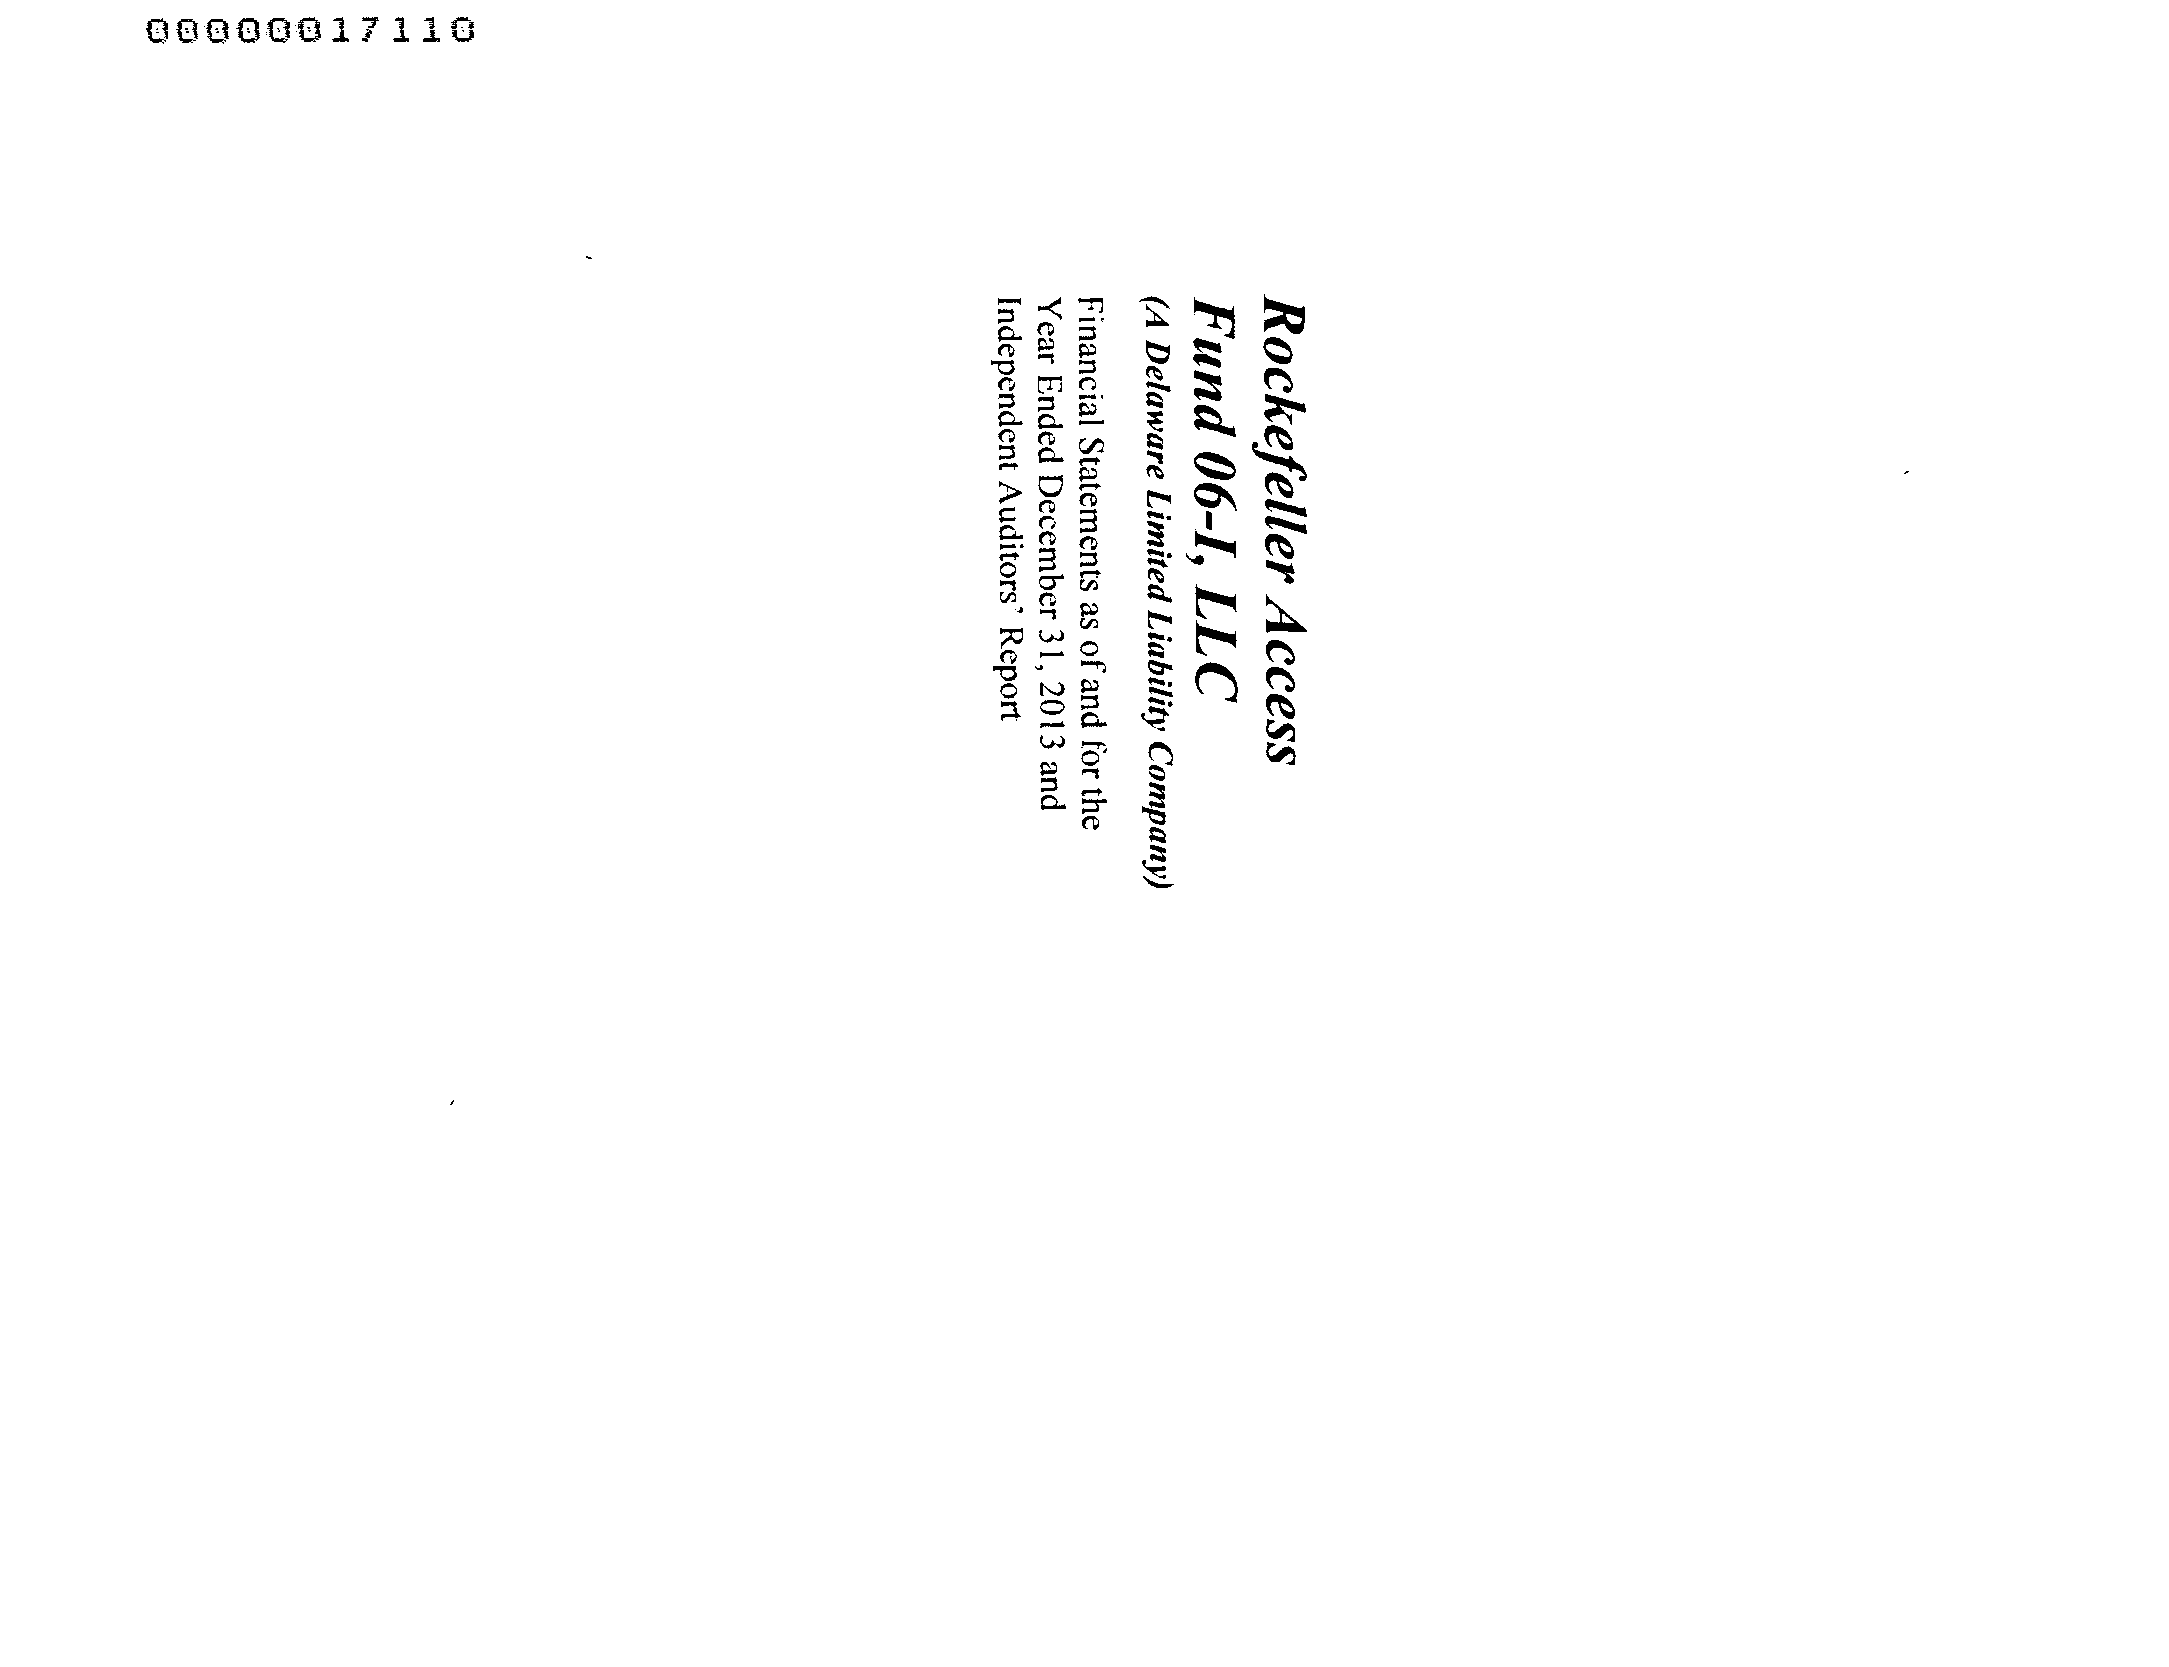 00000017110
Rockefeller Access
Fund 06-I, LLC
(A Delaware Limited Liability Company)
Financial Statements as of and for the
Year Ended December 31, 2013 and
Independent Auditors’ Report